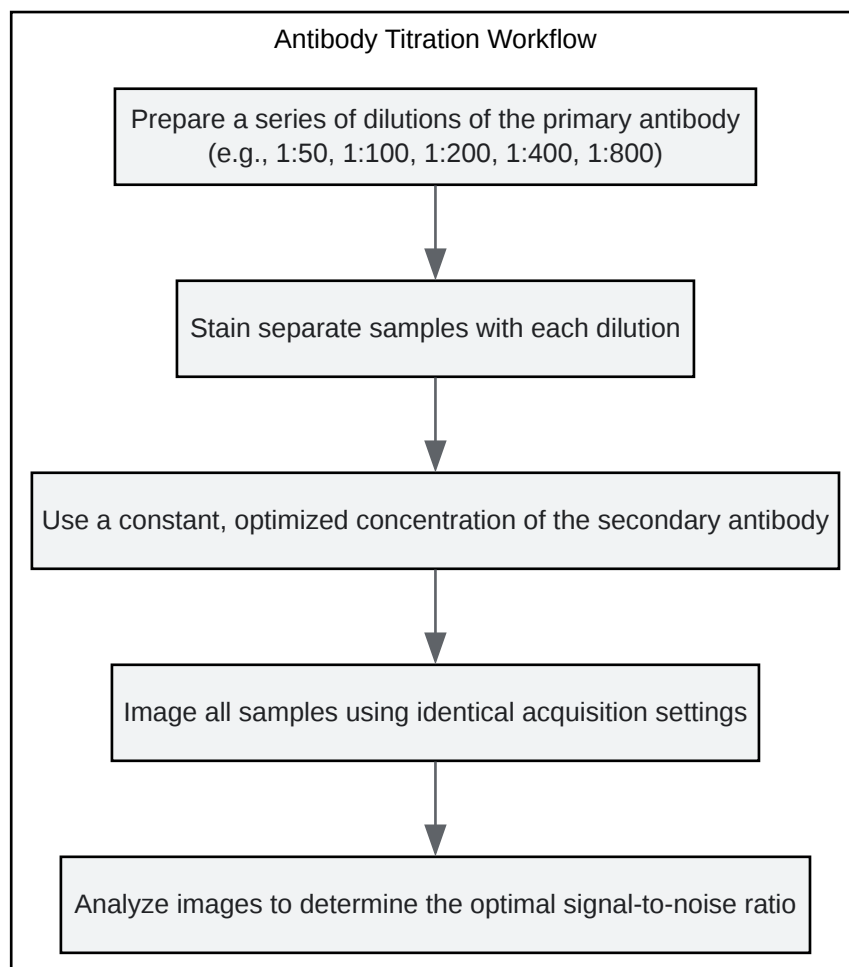 Antibody Titration Workflow
Prepare a series of dilutions of the primary antibody
(e.g., 1:50, 1:100, 1:200, 1:400, 1:800)
Stain separate samples with each dilution
Use a constant, optimized concentration of the secondary antibody
Image all samples using identical acquisition settings
Analyze images to determine the optimal signal-to-noise ratio